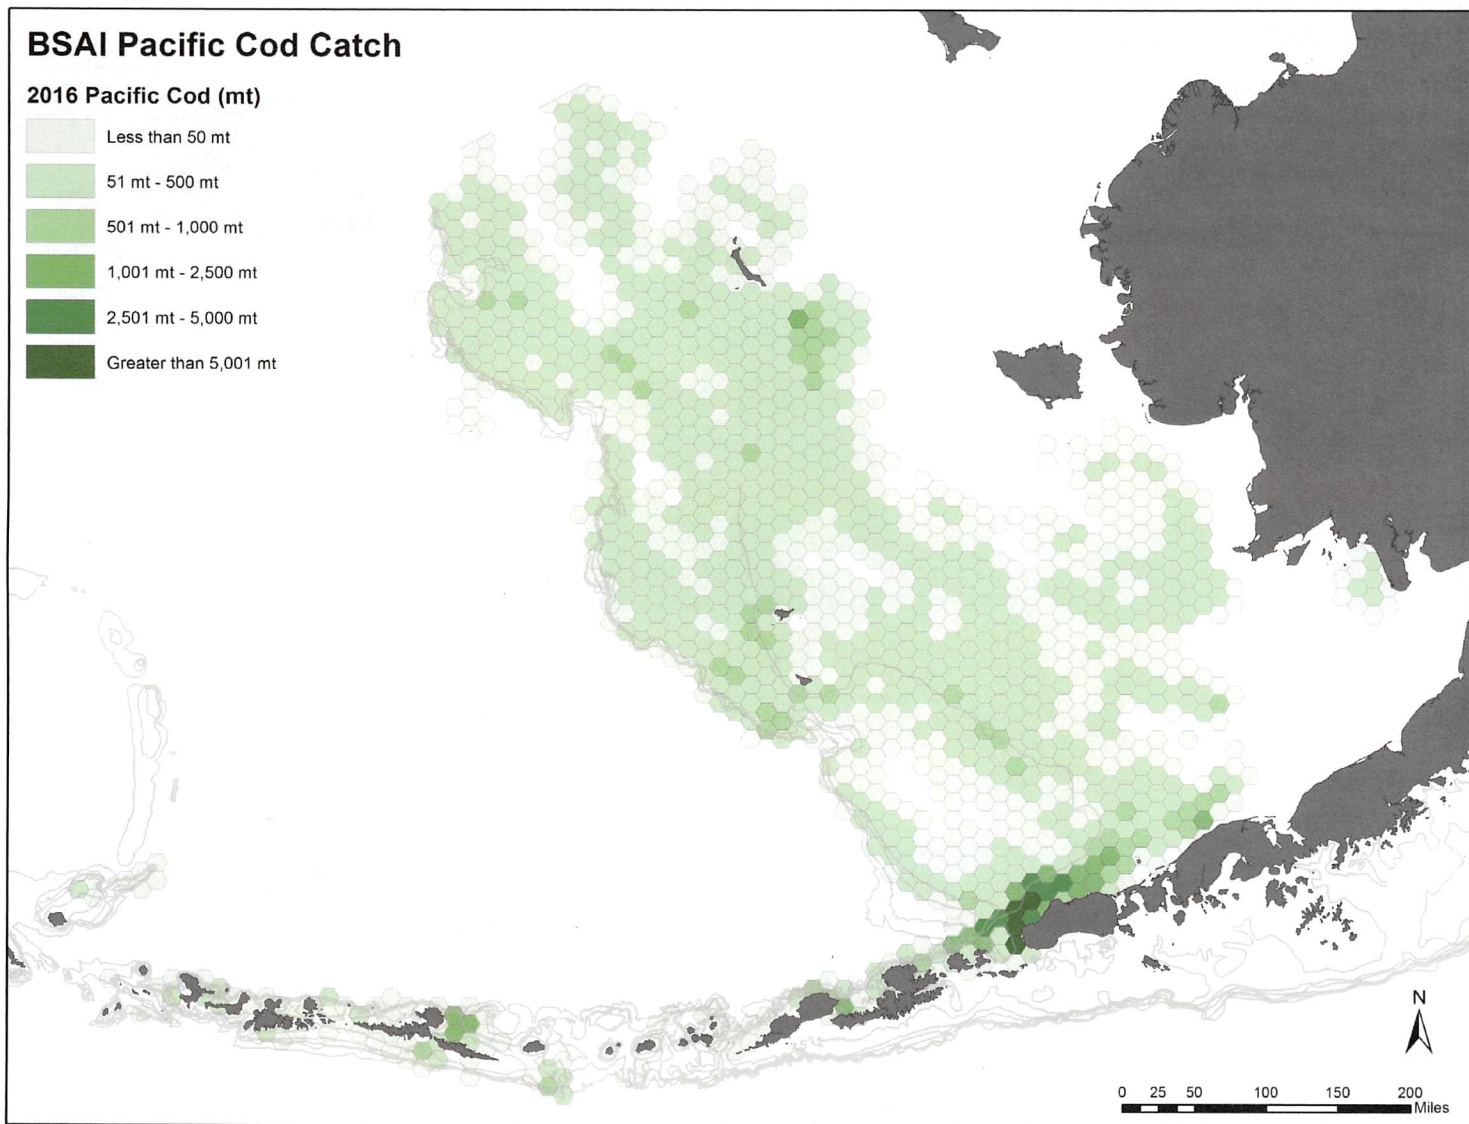 BSAI Pacific Cod Catch
2016 Pacific Cod (mt)
Less than 50 mt
51 mt - 500 mt
501 mt - 1,000 mt
1,001 mt - 2,500 mt
2,501 mt - 5,000 mt
Greater than 5,001 mt
N
0 25 50 100 150 200
Miles